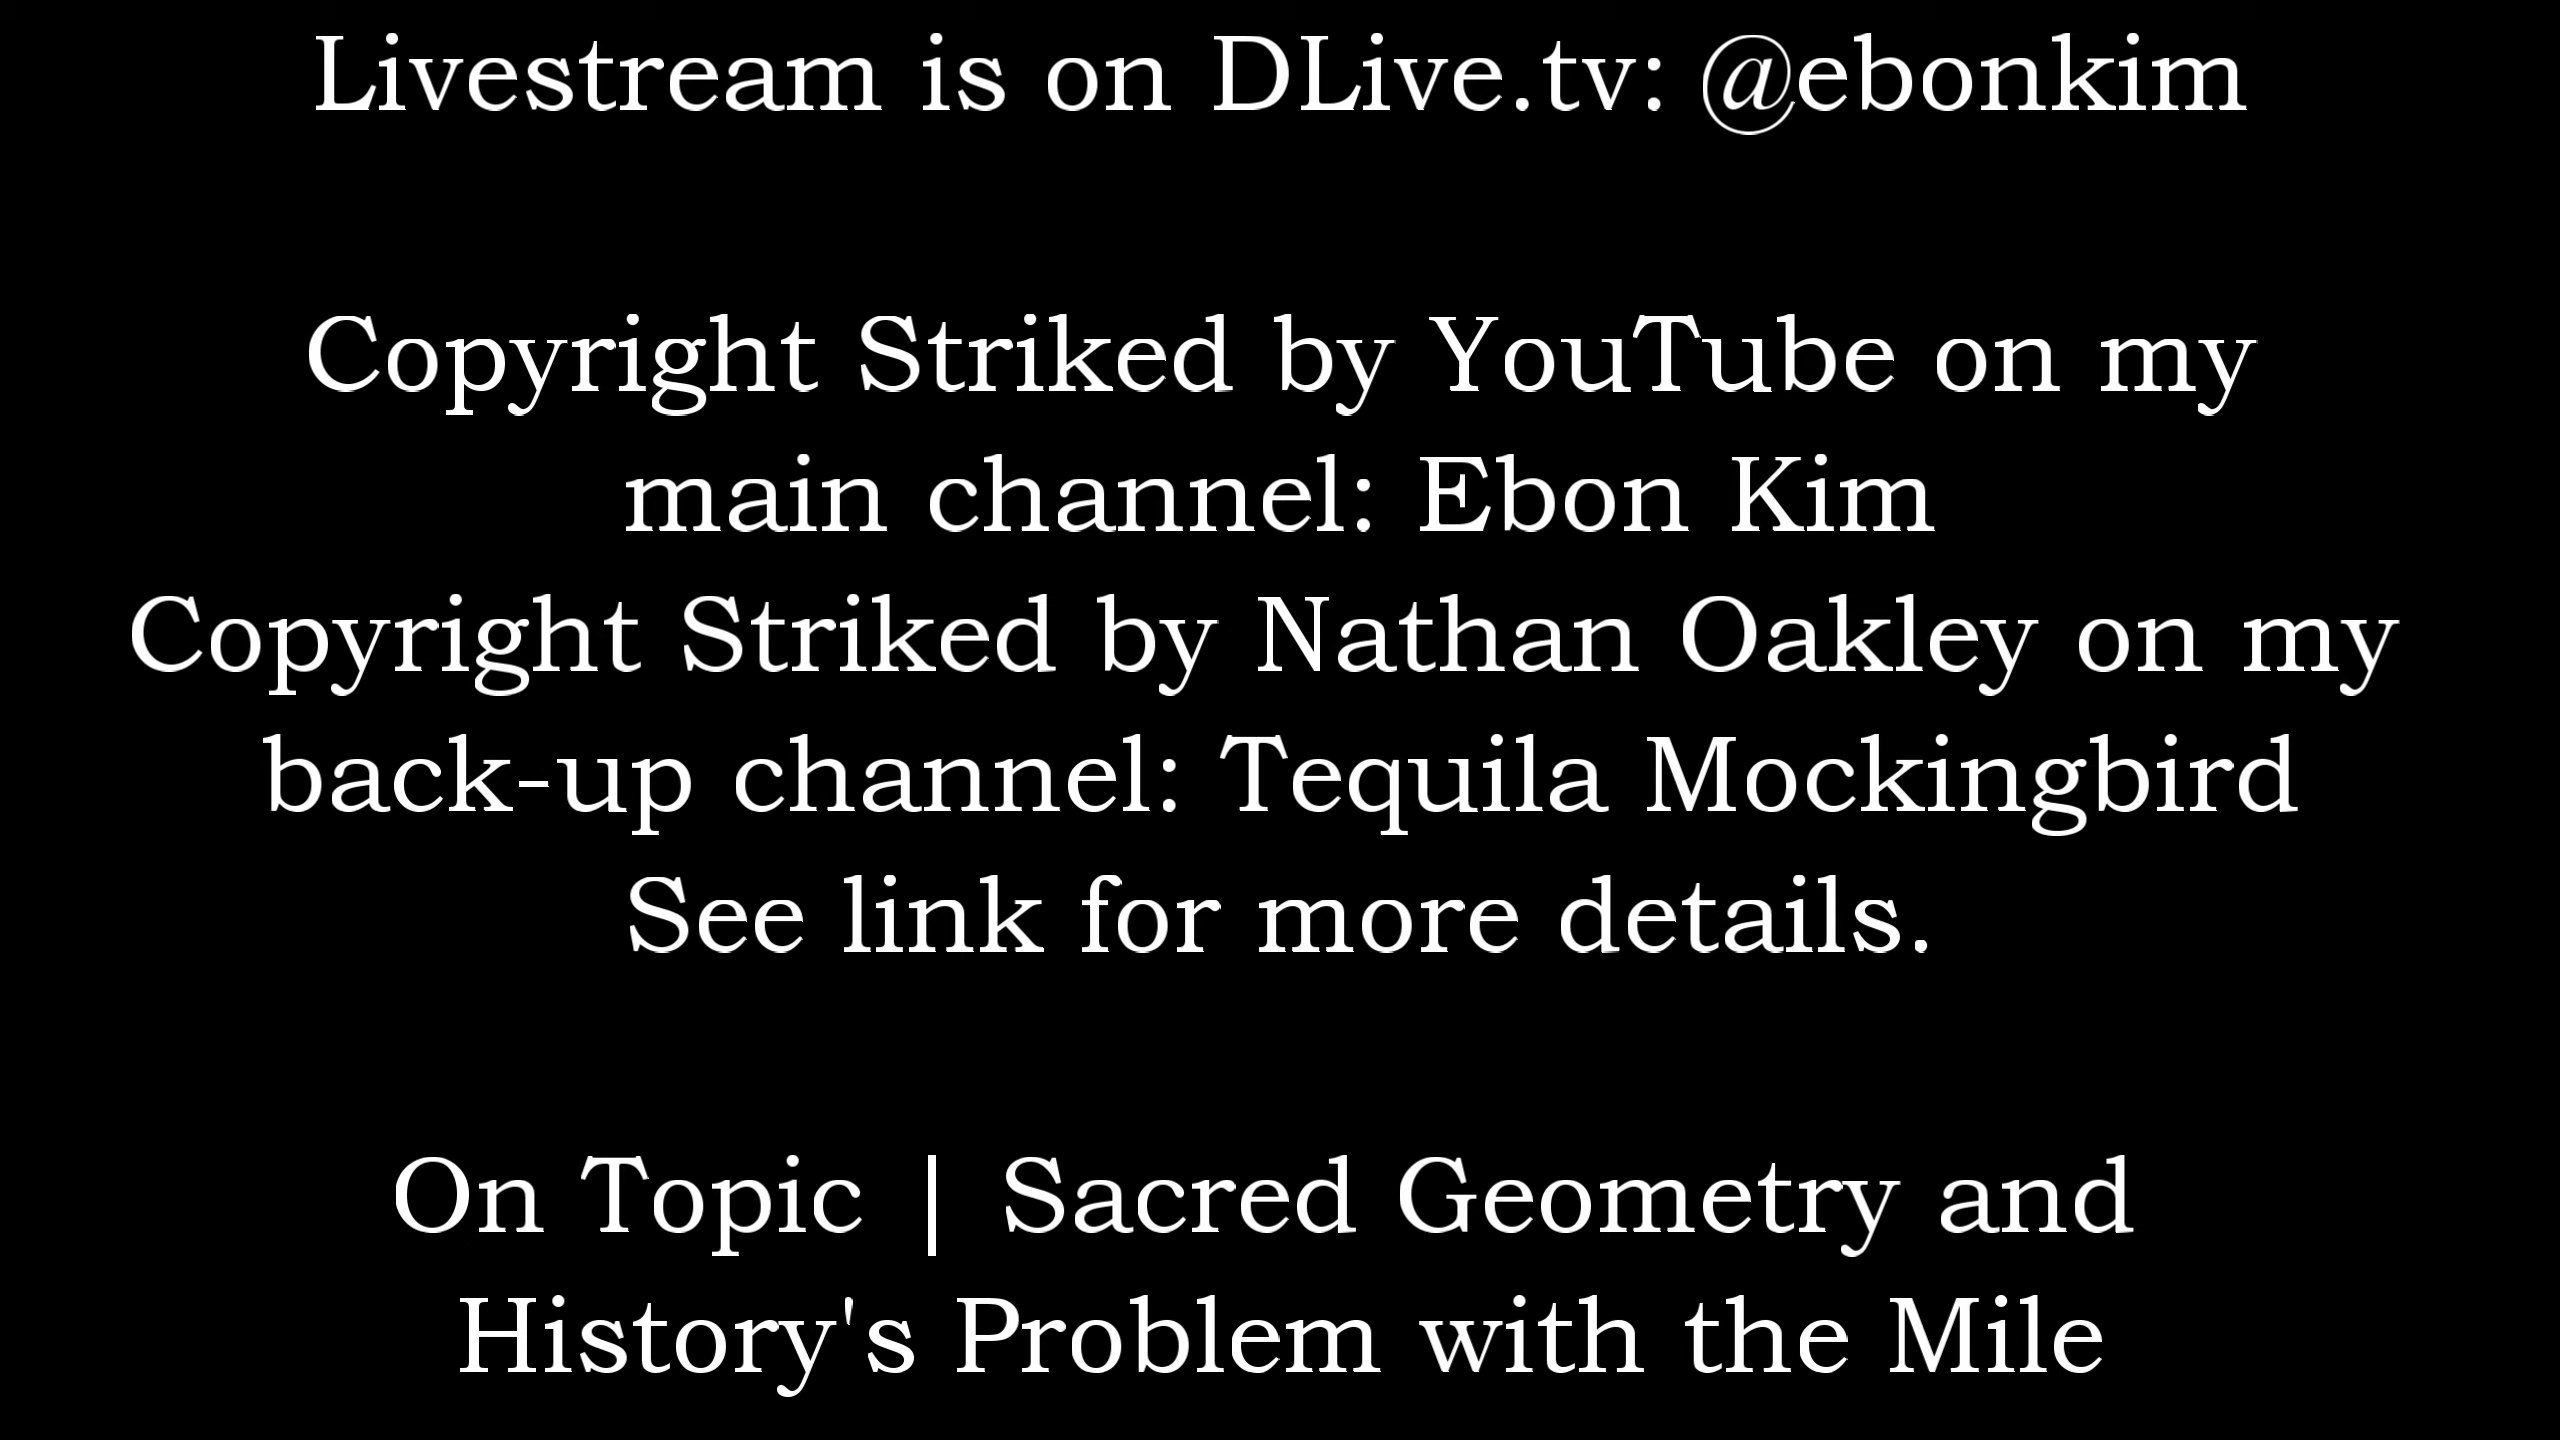 Livestream is on DLive.tv: @ebonkim
Copyright Striked by YouTube on my
main channel: Ebon Kim
Copyright Striked by Nathan Oakley on my
back-up channel: Tequila Mockingbird
See link for more details.
On Topic | Sacred Geometry and
History's Problem with the Mile